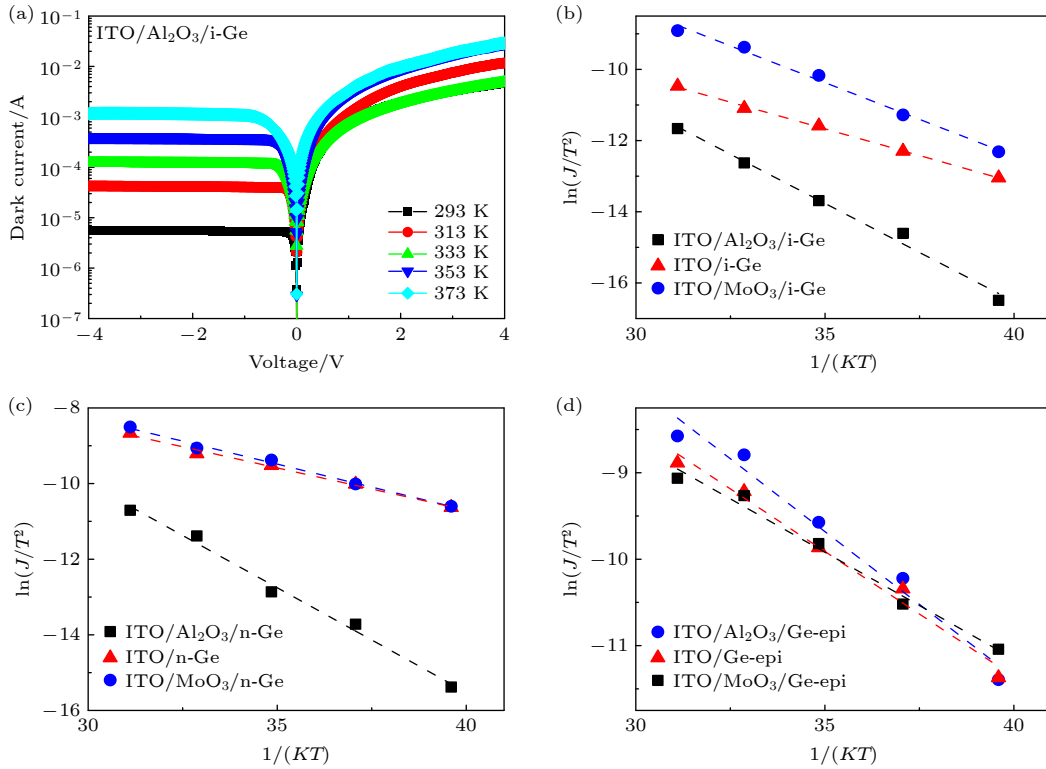 (a)
ITO/Al₂O₃/i-Ge
Dark current/A
10⁻¹
10⁻²
10⁻³
10⁻⁴
10⁻⁵
10⁻⁶
10⁻⁷
293 K
313 K
333 K
353 K
373 K
−4 −2 0 2 4
Voltage/V
(b)
ln(J/T²)
−10
−12
−14
−16
ITO/Al₂O₃/i-Ge
ITO/i-Ge
ITO/MoO₃/i-Ge
30 35 40
1/(KT)
(c)
ln(J/T²)
−8
−10
−12
−14
−16
ITO/Al₂O₃/n-Ge
ITO/n-Ge
ITO/MoO₃/n-Ge
30 35 40
1/(KT)
(d)
ln(J/T²)
−9
−10
−11
ITO/Al₂O₃/Ge-epi
ITO/Ge-epi
ITO/MoO₃/Ge-epi
30 35 40
1/(KT)